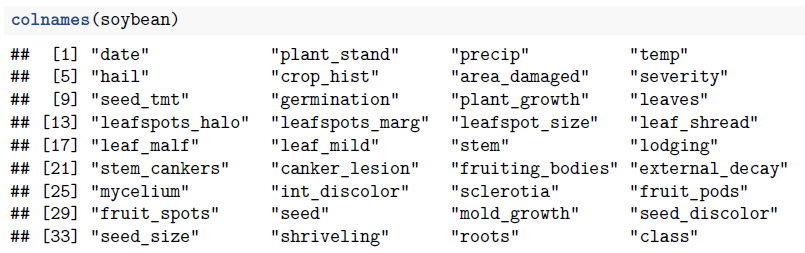 colnames(soybean)
##  [1] "date"           "plant_stand"     "precip"          "temp"
##  [5] "hail"           "crop_hist"       "area_damaged"    "severity"
##  [9] "seed_tmt"       "germination"     "plant_growth"    "leaves"
## [13] "leafspots_halo" "leafspots_marg"  "leafspot_size"   "leaf_shread"
## [17] "leaf_malf"      "leaf_mild"       "stem"            "lodging"
## [21] "stem_cankers"   "canker_lesion"   "fruiting_bodies" "external_decay"
## [25] "mycelium"       "int_discolor"    "sclerotia"       "fruit_pods"
## [29] "fruit_spots"    "seed"            "mold_growth"     "seed_discolor"
## [33] "seed_size"      "shriveling"      "roots"           "class"